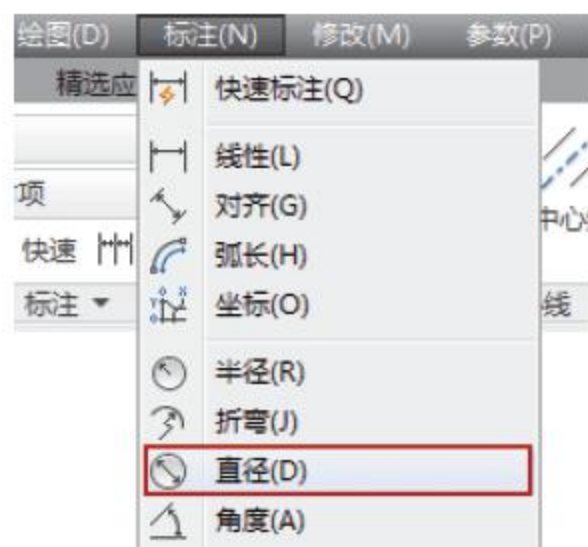 绘图(D) 标注(N) 修改(M) 参数(P)
精选应
快速标注(Q)
线性(L)
项 对齐(G)
中心
快速 弧长(H)
标注 坐标(O) 线
半径(R)
折弯(J)
直径(D)
角度(A)